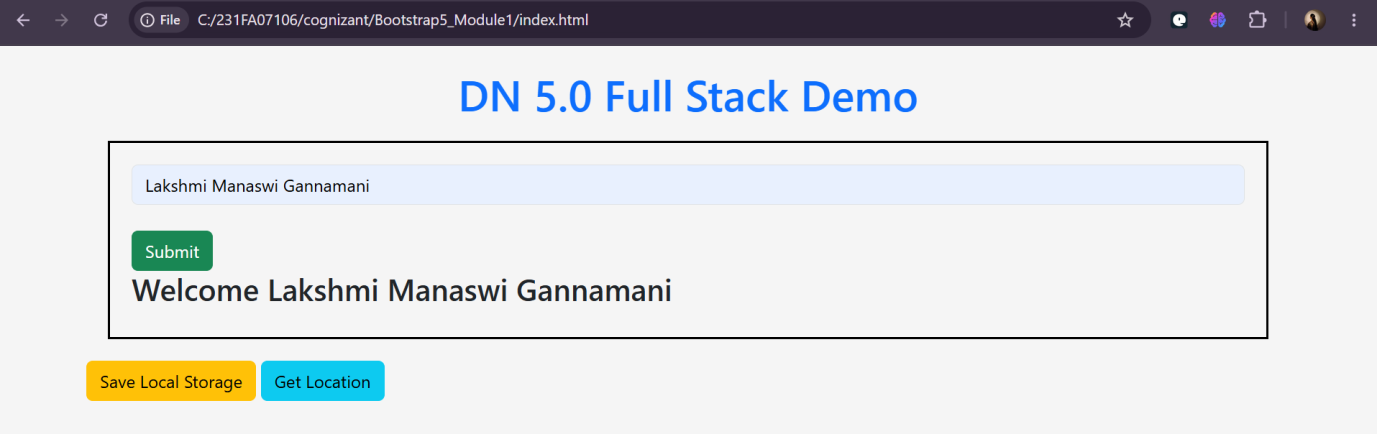 File C:/231FA07106/cognizant/Bootstrap5_Module1/index.html
DN 5.0 Full Stack Demo
Lakshmi Manaswi Gannamani
Submit
Welcome Lakshmi Manaswi Gannamani
Save Local Storage Get Location